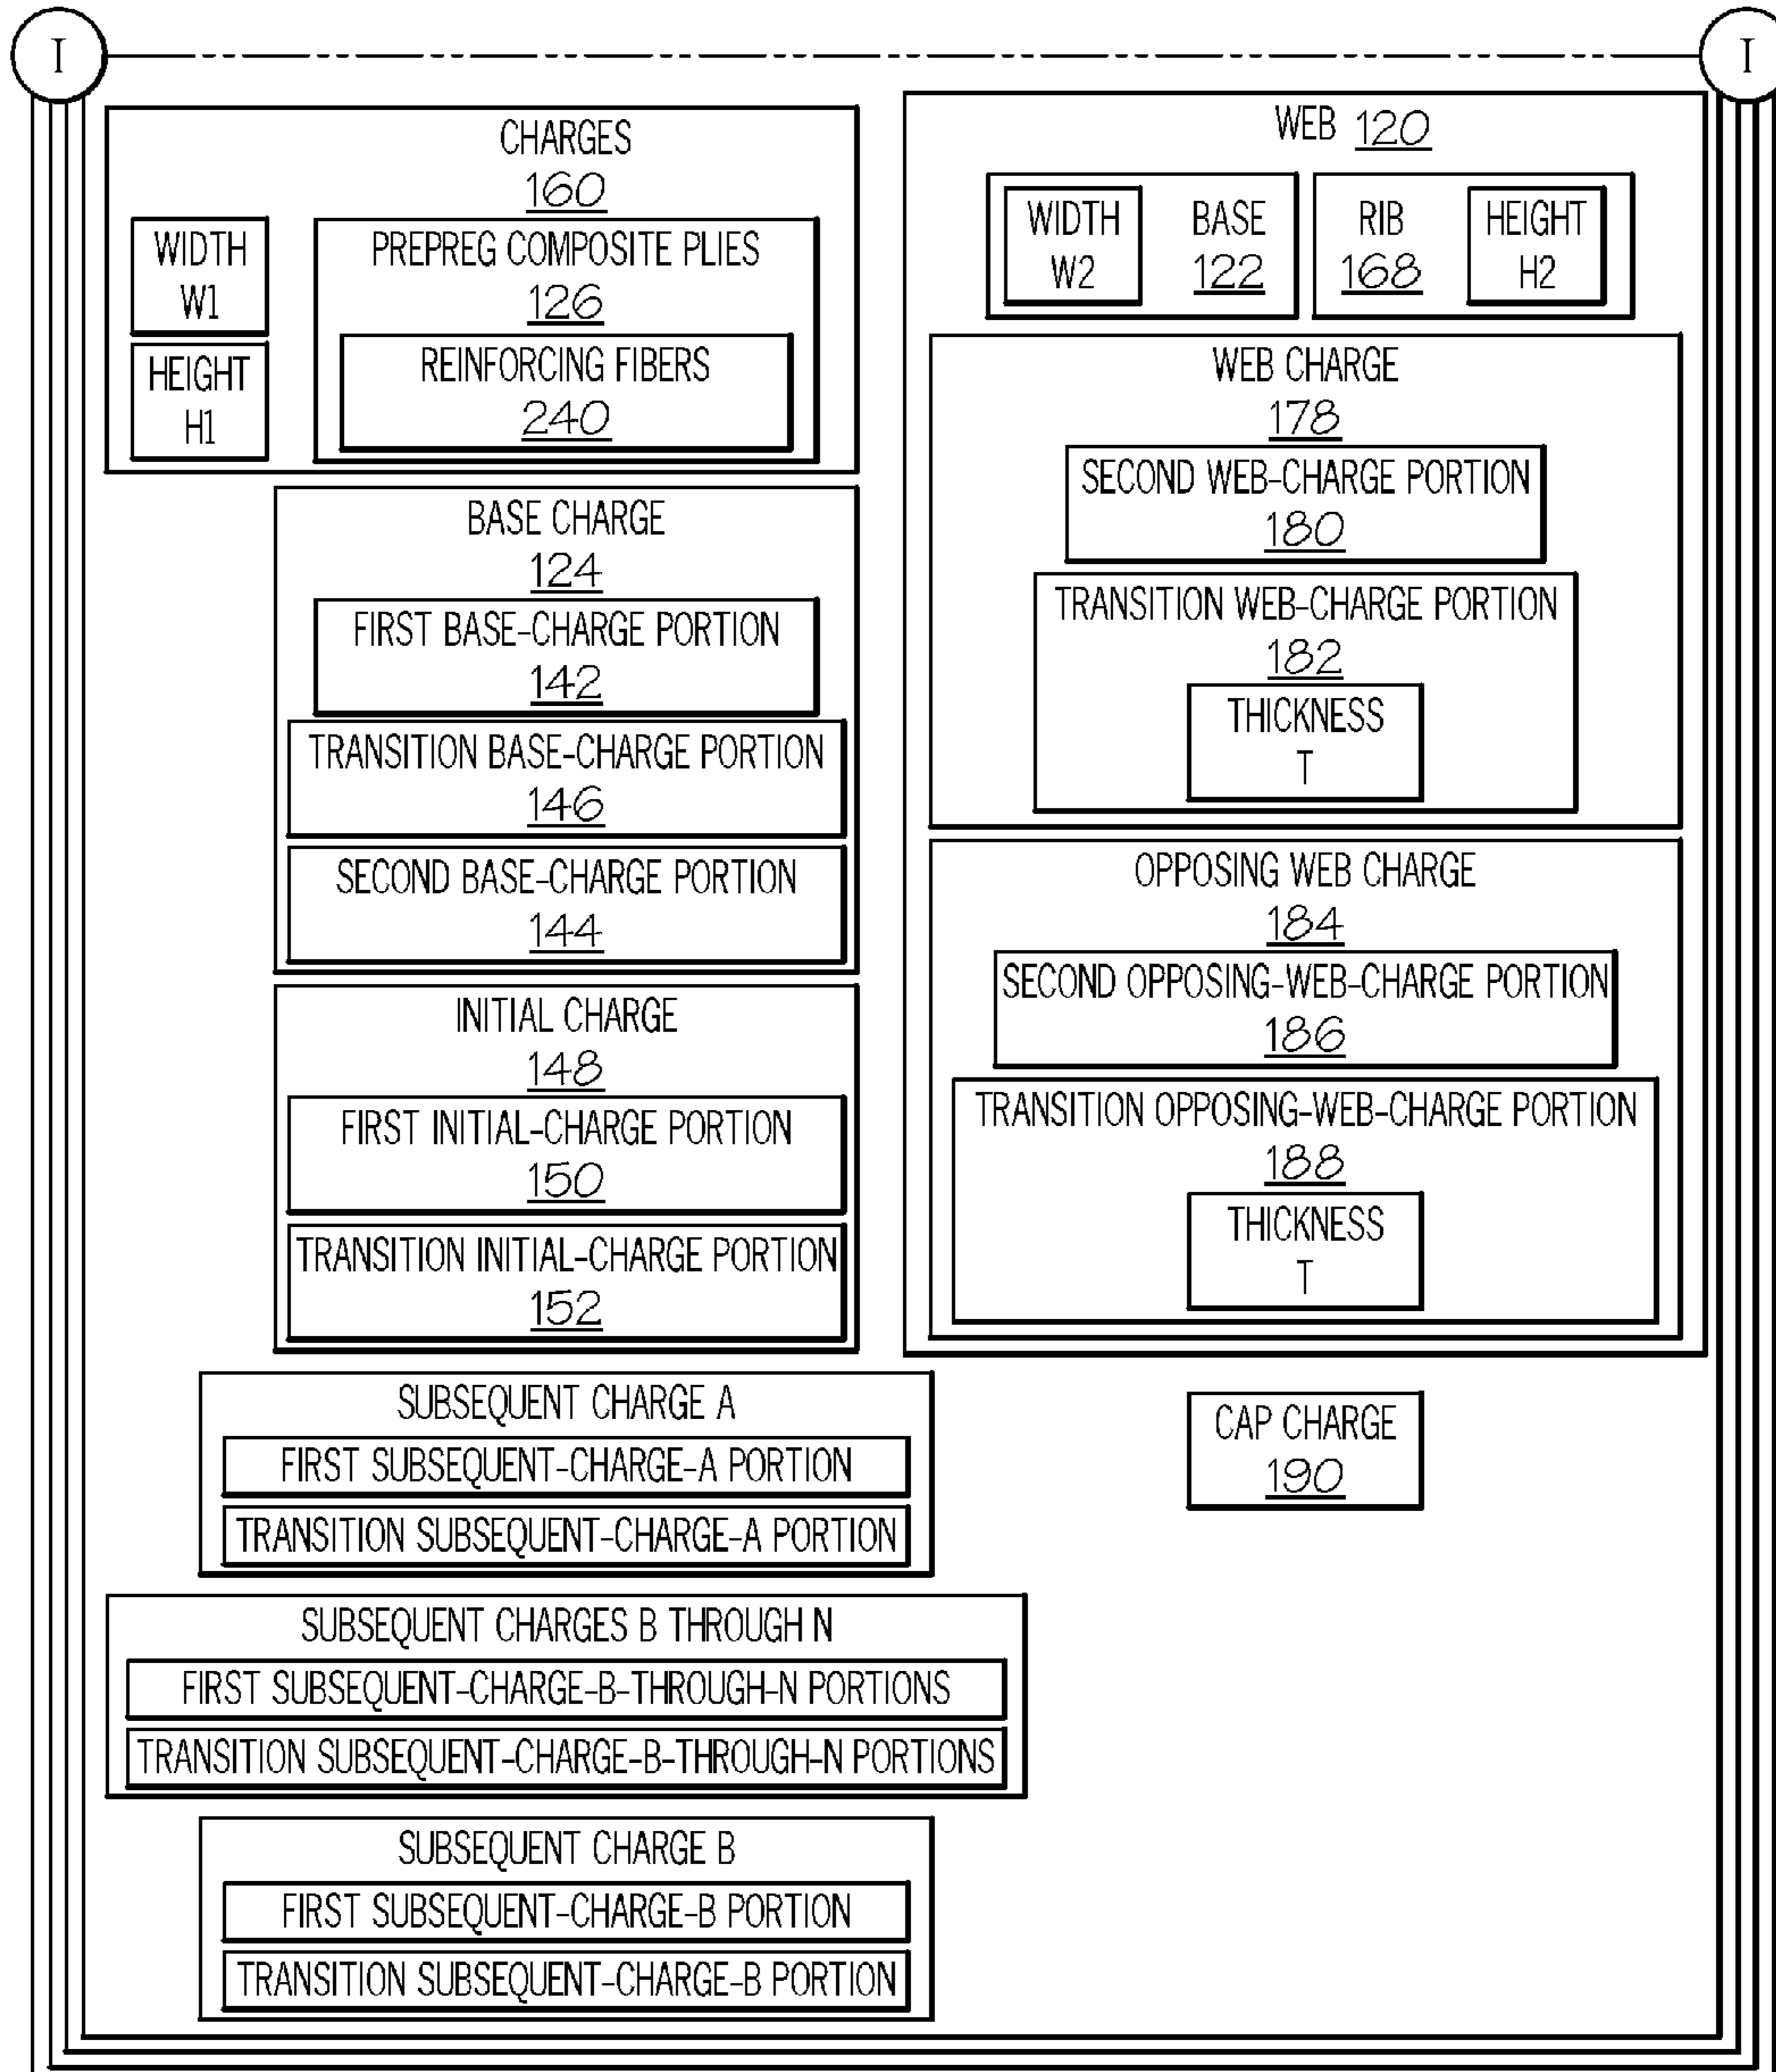 I
I
CHARGES
160
WIDTH
W1
HEIGHT
H1
PREPREG COMPOSITE PLIES
126
REINFORCING FIBERS
240
BASE CHARGE
124
FIRST BASE-CHARGE PORTION
142
TRANSITION BASE-CHARGE PORTION
146
SECOND BASE-CHARGE PORTION
144
INITIAL CHARGE
148
FIRST INITIAL-CHARGE PORTION
150
TRANSITION INITIAL-CHARGE PORTION
152
SUBSEQUENT CHARGE A
FIRST SUBSEQUENT-CHARGE-A PORTION
TRANSITION SUBSEQUENT-CHARGE-A PORTION
SUBSEQUENT CHARGES B THROUGH N
FIRST SUBSEQUENT-CHARGE-B-THROUGH-N PORTIONS
TRANSITION SUBSEQUENT-CHARGE-B-THROUGH-N PORTIONS
SUBSEQUENT CHARGE B
FIRST SUBSEQUENT-CHARGE-B PORTION
TRANSITION SUBSEQUENT-CHARGE-B PORTION
WEB 120
WIDTH
W2
BASE
122
RIB
168
HEIGHT
H2
WEB CHARGE
178
SECOND WEB-CHARGE PORTION
180
TRANSITION WEB-CHARGE PORTION
182
THICKNESS
T
OPPOSING WEB CHARGE
184
SECOND OPPOSING-WEB-CHARGE PORTION
186
TRANSITION OPPOSING-WEB-CHARGE PORTION
188
THICKNESS
T
CAP CHARGE
190